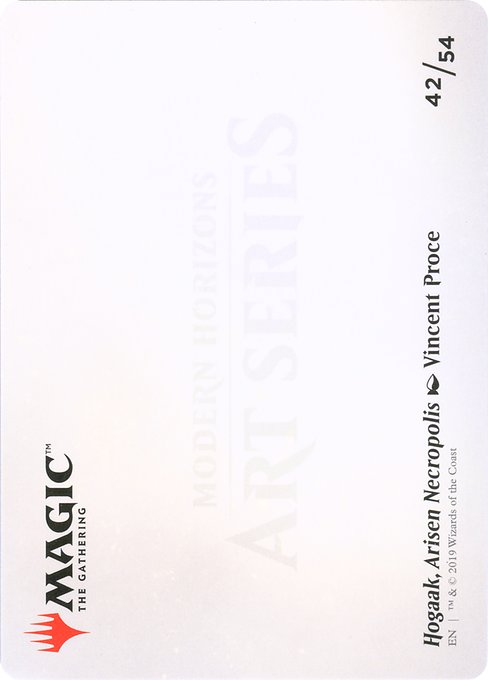 MAGIC™
THE GATHERING
MODERN HORIZONS
ART SERIES
42/54
Hogaak, Arisen Necropolis Vincent Proce
EN | ™ & © 2019 Wizards of the Coast